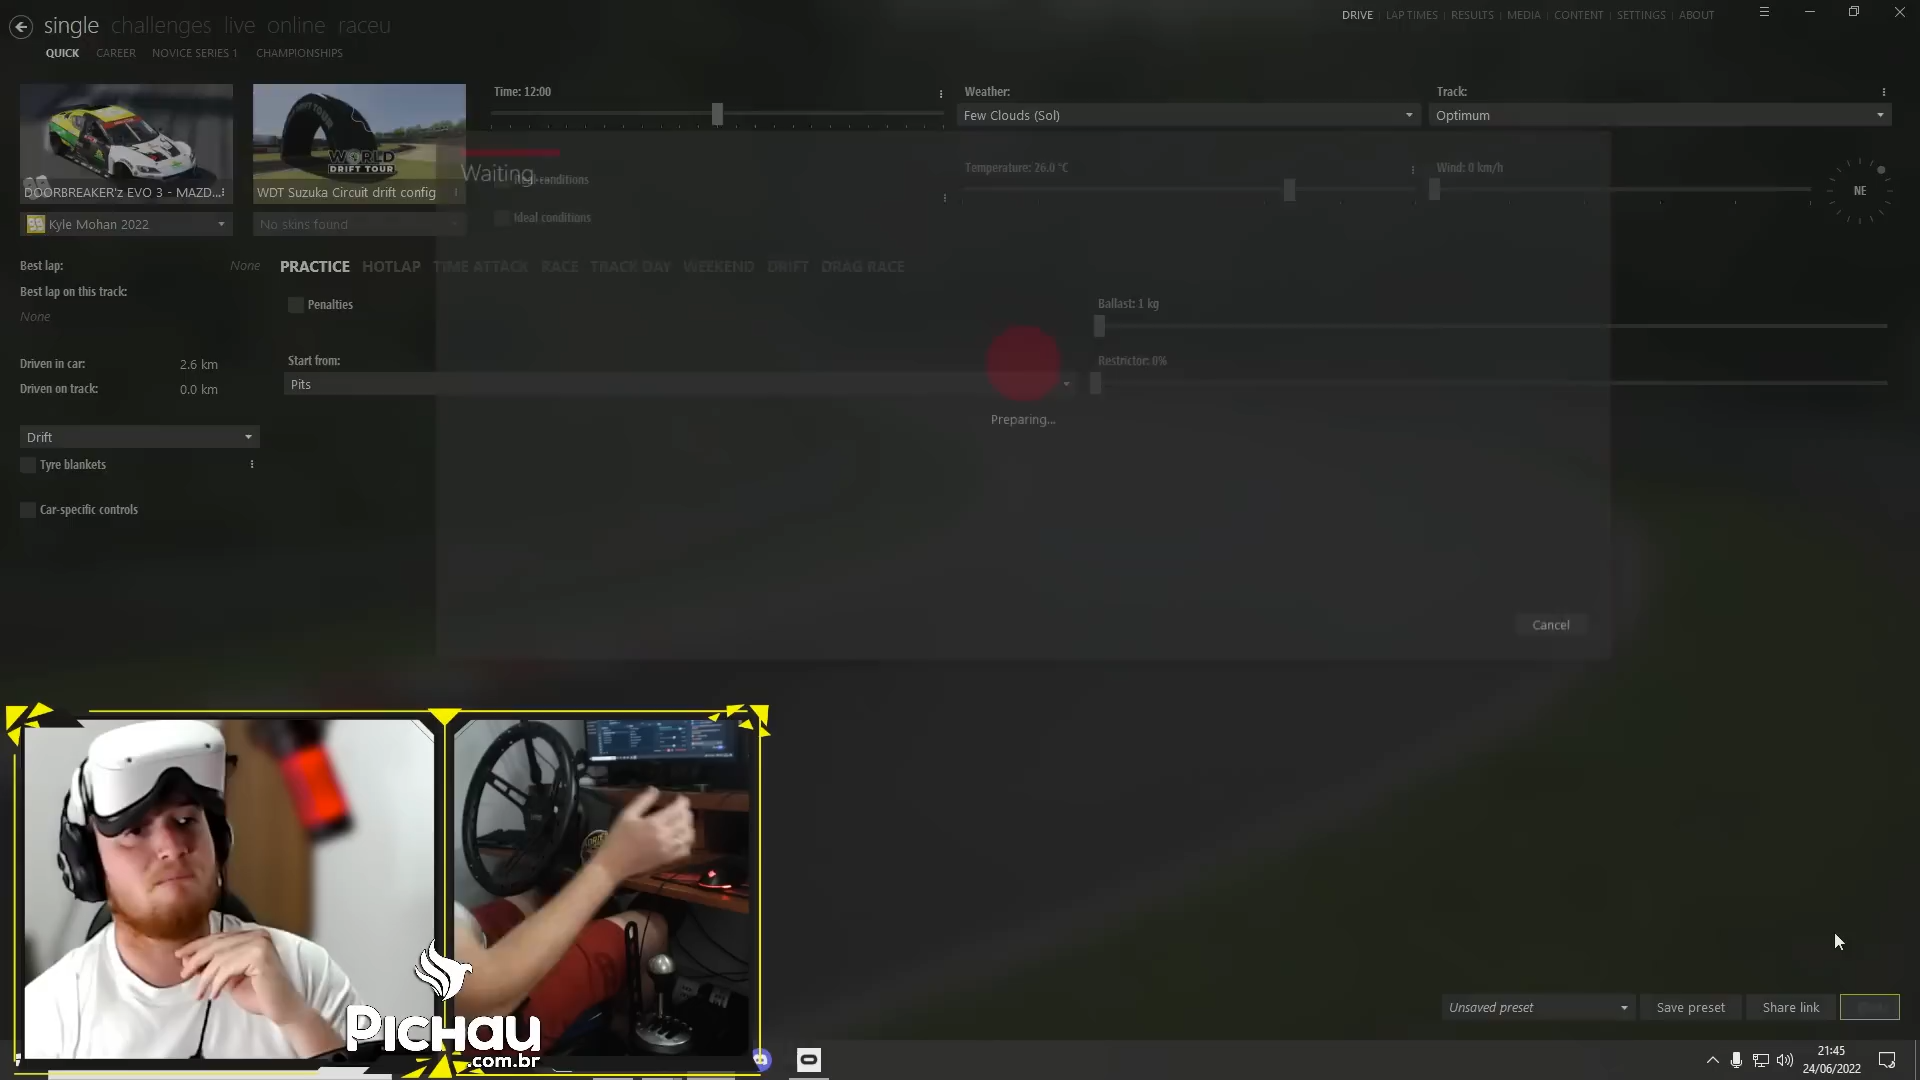 single challenges live online raceu
DRIVE LAP TIMES RESULTS MEDIA CONTENT SETTINGS ABOUT
QUICK CAREER NOVICE SERIES 1 CHAMPIONSHIPS
DOORBREAKER'z EVO 3 - MAZD...
Kyle Mohan 2022
WORLD
DRIFT TOUR
WDT Suzuka Circuit drift config
No skins found
Time: 12:00
Weather:
Few Clouds (Sol)
Track:
Optimum
Waiting...
conditions
Ideal conditions
Temperature: 26.0 °C
Wind: 0 km/h
NE
Best lap: None
Best lap on this track:
None
Driven in car: 2.6 km
Driven on track: 0.0 km
Drift
Tyre blankets
Car-specific controls
PRACTICE HOTLAP TIME ATTACK RACE TRACK DAY WEEKEND DRIFT DRAG RACE
Penalties
Start from:
Pits
Ballast: 1 kg
Restrictor: 0%
Preparing...
Cancel
PICHAU
.com.br
Unsaved preset
Save preset
Share link
21:45
24/06/2022